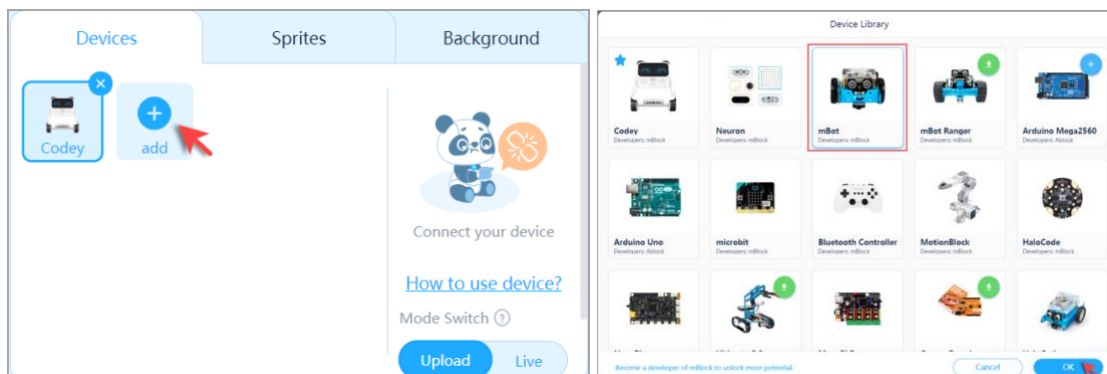 Devices
Sprites
Background
Codey
add
Connect your device
How to use device?
Mode Switch ?
Upload
Live
Device Library
Codey
Developers: mBlock
Neuron
Developers: mBlock
mBot
Developers: mBlock
mBot Ranger
Developers: mBlock
Arduino Mega2560
Developers: Ablock
Arduino Uno
Developers: Ablock
microbit
Developers: mBlock
Bluetooth Controller
Developers: mBlock
MotionBlock
Developers: mBlock
HaloCode
Developers: mBlock
Become a developer of mBlock to unlock more potential.
Cancel
OK